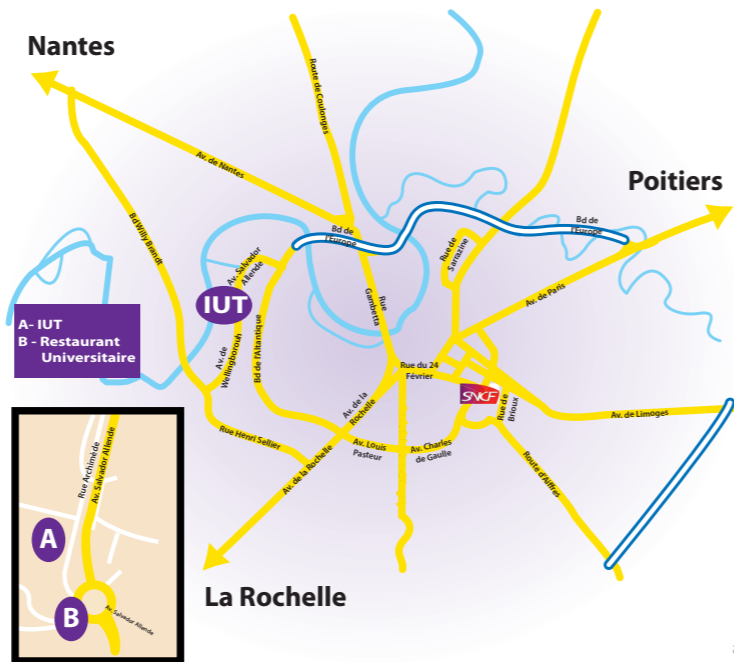 Nantes
Route de Coulonges
Av. de Nantes
Poitiers
Bd Willy Brandt
Bd de
l'Europe
Bd de
l'Europe
Rue de
Sarrazine
Av. Salvador
Allende
IUT
Av. de Paris
Rue
Gambetta
A- IUT
B - Restaurant
Universitaire
Av. de
Wellingborouh
Bd de l'Altantique
Rue du 24
Février
SNCF
Rue de
Brioux
Av. de Limoges
Av. de la
Rochelle
Rue Henri Sellier
Av. Louis
Pasteur
Av. Charles
de Gaulle
Av. de la Rochelle
Route d'Aiffres
La Rochelle
Rue Archimède
Av. Salvador Allende
A
B
Av. Salvador Allende